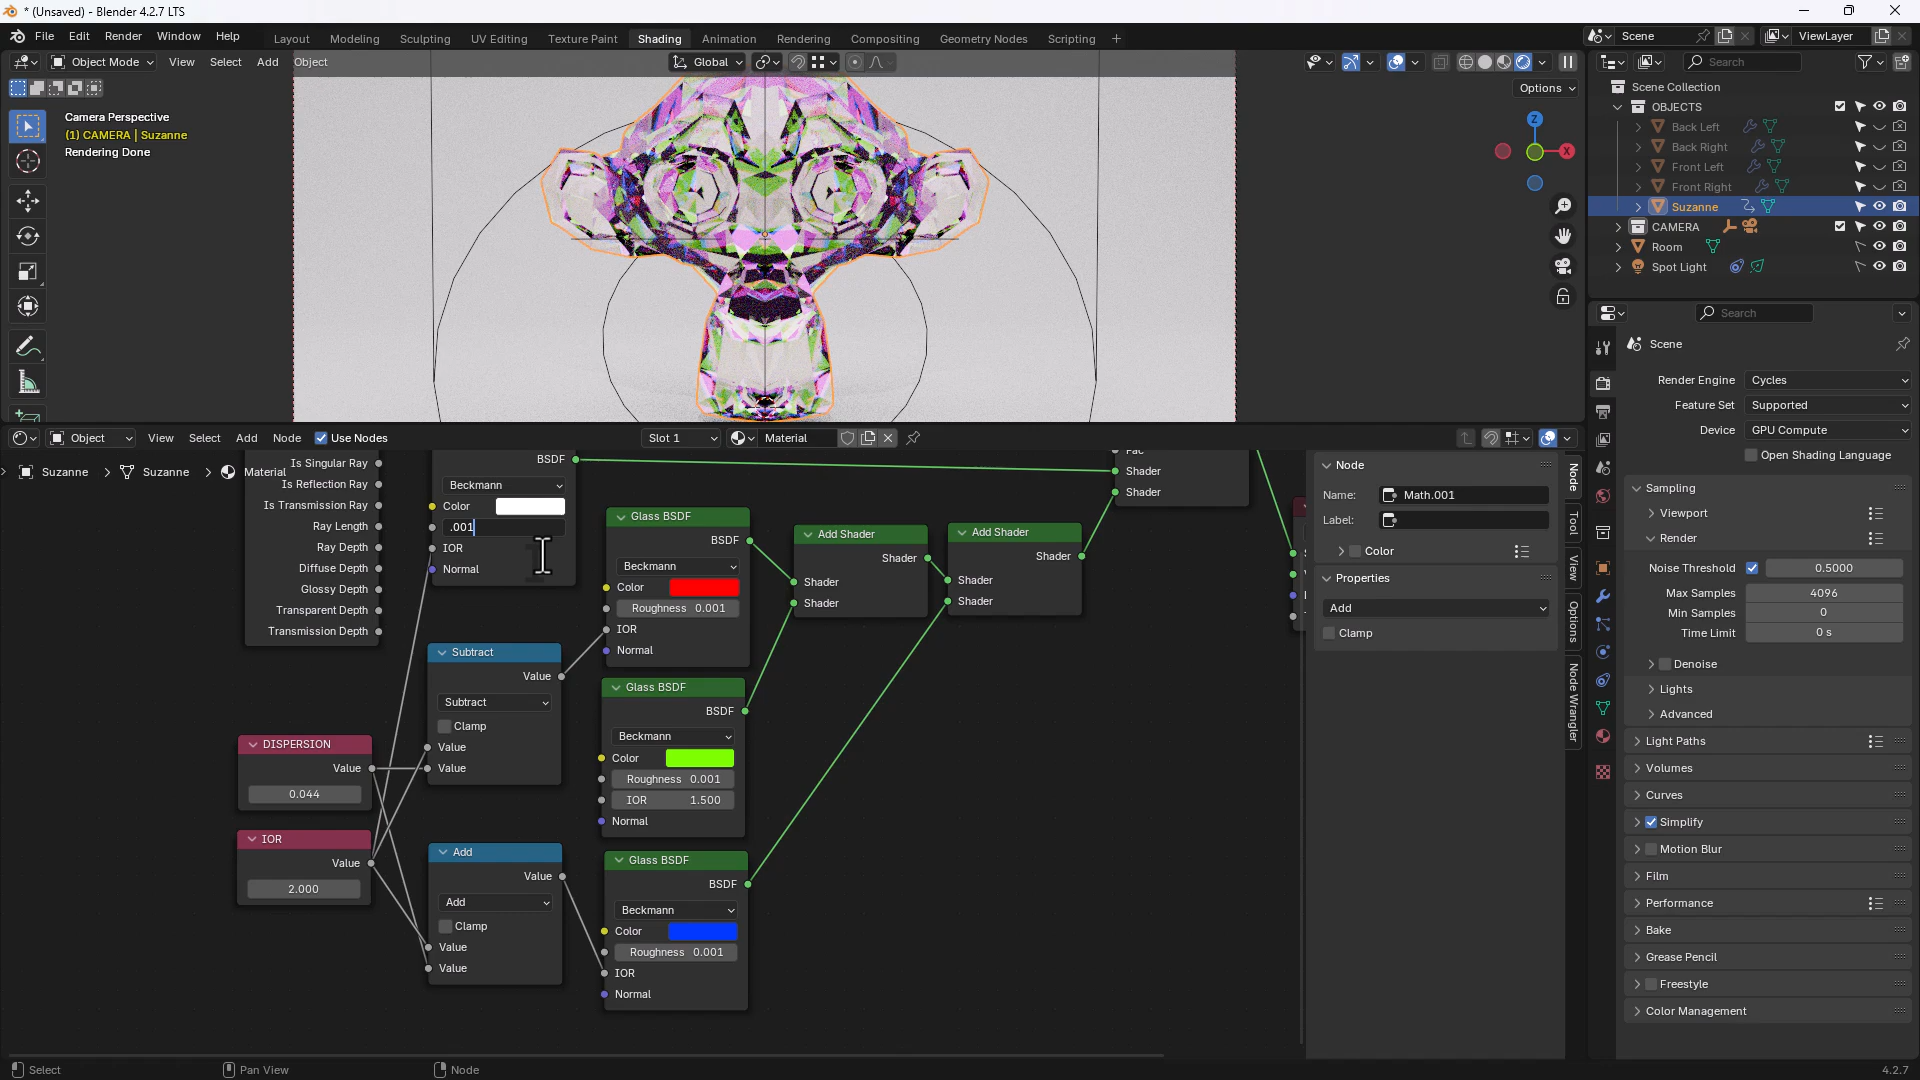 * (Unsaved) - Blender 4.2.7 LTS
File Edit Render Window Help Layout Modeling Sculpting UV Editing Texture Paint Shading Animation Rendering Compositing Geometry Nodes Scripting + Scene ViewLayer
Object Mode View Select Add Object Global Search
Options
Camera Perspective
(1) CAMERA | Suzanne
Rendering Done
Z
X
Scene Collection
OBJECTS
Back Left
Back Right
Front Left
Front Right
Suzanne
CAMERA
Room
Spot Light
Search
Scene
Render Engine Cycles
Feature Set Supported
Device GPU Compute
Open Shading Language
Sampling
Viewport
Render
Noise Threshold 0.5000
Max Samples 4096
Min Samples 0
Time Limit 0 s
Denoise
Lights
Advanced
Light Paths
Volumes
Curves
Simplify
Motion Blur
Film
Performance
Bake
Grease Pencil
Freestyle
Color Management
Object View Select Add Node Use Nodes Slot 1 Material
Suzanne Suzanne Material
Is Singular Ray
Is Reflection Ray
Is Transmission Ray
Ray Length
Ray Depth
Diffuse Depth
Glossy Depth
Transparent Depth
Transmission Depth
BSDF
Beckmann
Color
.001
IOR
Normal
Glass BSDF
BSDF
Beckmann
Color
Roughness 0.001
IOR
Normal
Add Shader
Shader
Shader
Shader
Add Shader
Shader
Shader
Shader
Fac
Shader
Shader
Subtract
Value
Subtract
Clamp
Value
Value
Glass BSDF
BSDF
Beckmann
Color
Roughness 0.001
IOR 1.500
Normal
DISPERSION
Value
0.044
IOR
Value
2.000
Add
Value
Add
Clamp
Value
Value
Glass BSDF
BSDF
Beckmann
Color
Roughness 0.001
IOR
Normal
Node
Name: Math.001
Label:
Color
Properties
Add
Clamp
Node
Tool
View
Options
Node Wrangler
Select Pan View Node 4.2.7